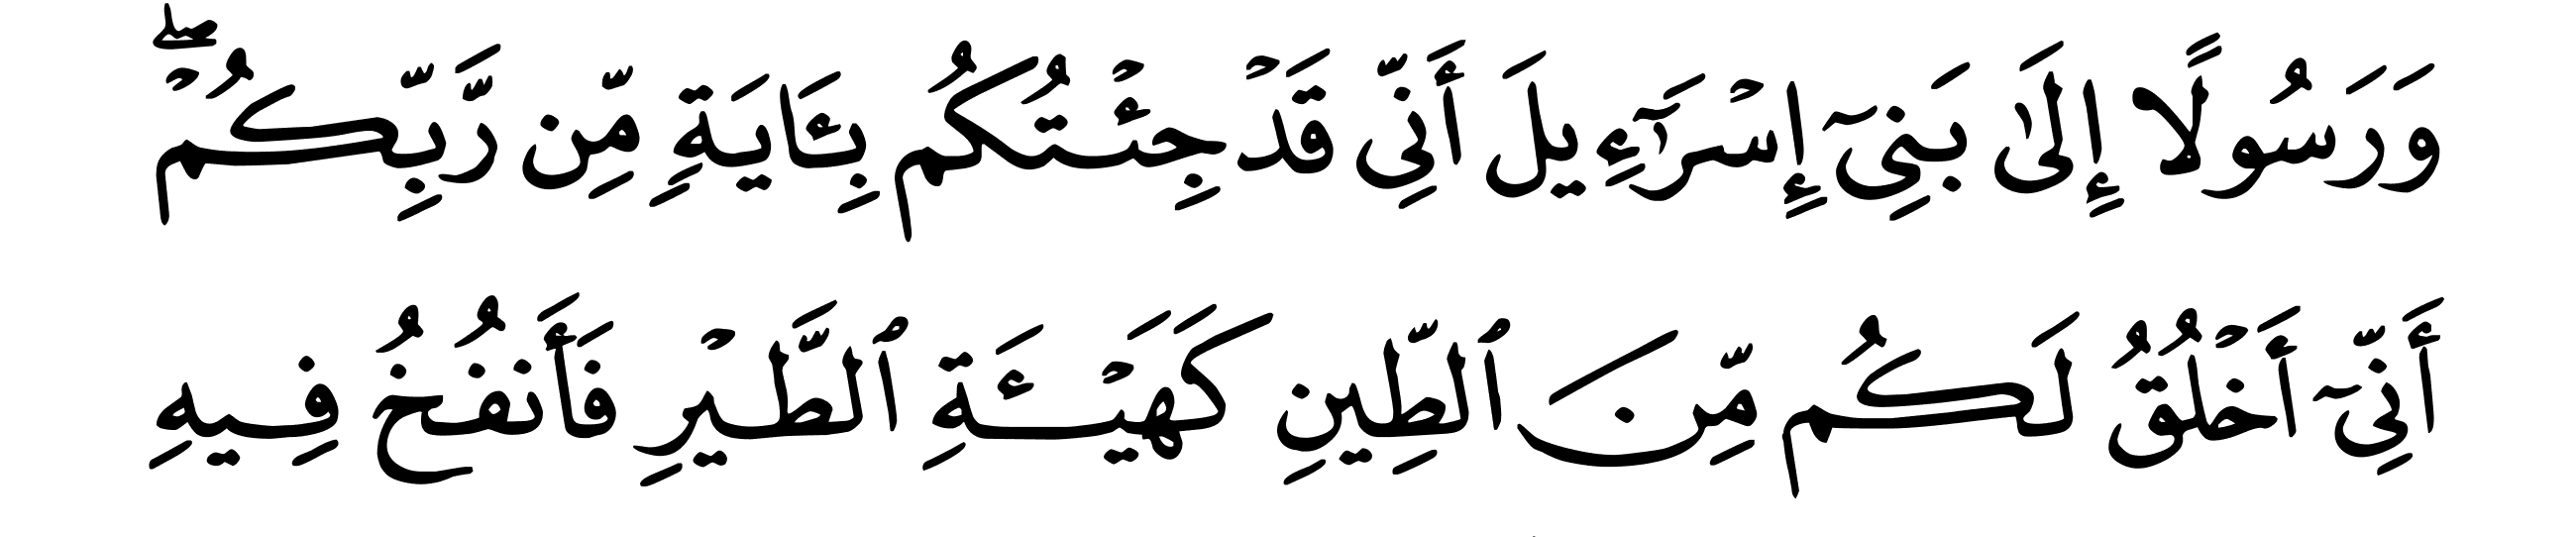 وَرَسُولًا إِلَىٰ بَنِىٓ إِسْرَٰٓءِيلَ أَنِّى قَدْ جِئْتُكُم بِـَٔايَةٍ مِّن رَّبِّكُمْ ۖ
أَنِّىٓ أَخْلُقُ لَكُم مِّنَ ٱلطِّينِ كَهَيْـَٔةِ ٱلطَّيْرِ فَأَنفُخُ فِيهِ